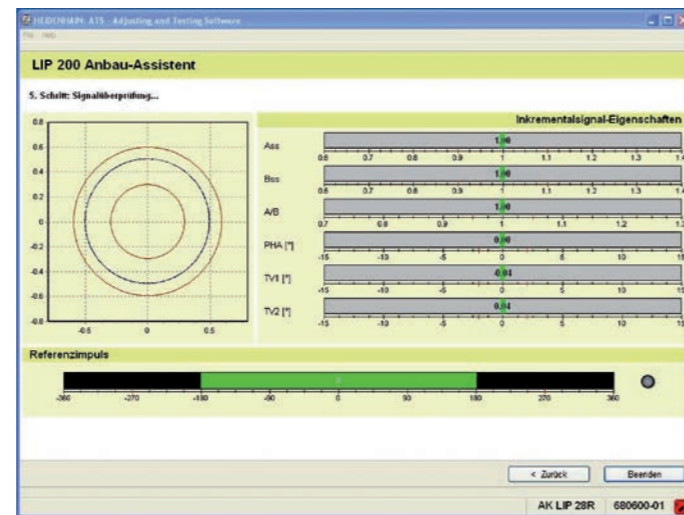 HEIDENHAIN: ATS - Adjusting and Testing Software
File Help
LIP 200 Anbau-Assistent
5. Schritt: Signalüberprüfung...
0.8
0.6
0.4
0.2
0
-0.2
-0.4
-0.6
-0.8
-0.5 0 0.5
Inkrementalsignal-Eigenschaften
Ass 1.00
0.6 0.7 0.8 0.9 1 1.1 1.2 1.3 1.4
Bss 1.00
0.6 0.7 0.8 0.9 1 1.1 1.2 1.3 1.4
A/B 1.00
0.7 0.8 0.9 1 1.1 1.2 1.3
PHA [°] 0.00
-15 -10 -5 0 5 10 15
TV1 [°] -0.04
-15 -10 -5 0 5 10 15
TV2 [°] 0.04
-15 -10 -5 0 5 10 15
Referenzimpuls
-360 -270 -180 -90 0 90 180 270 360
< Zurück Beenden
AK LIP 28R 680600-01